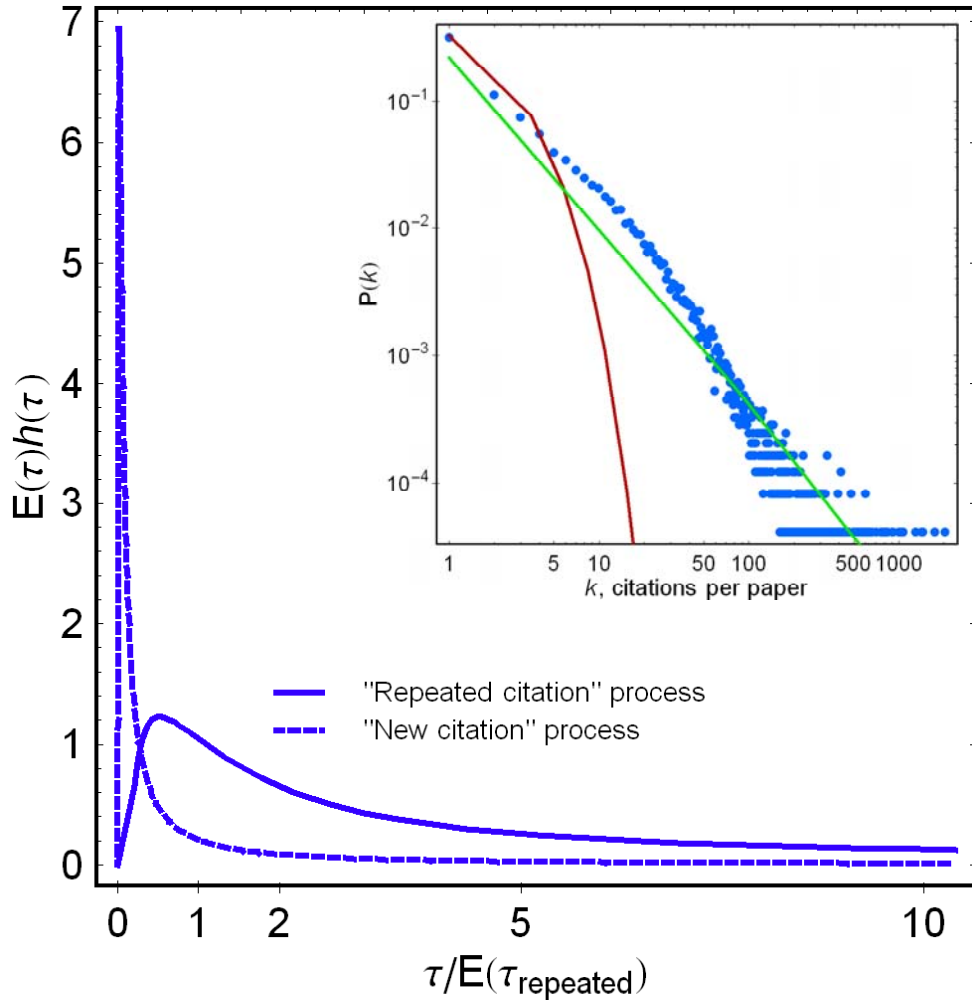 7
6
5
4
3
2
1
0
E(τ)h(τ)
10⁻¹
10⁻²
10⁻³
10⁻⁴
P(k)
1 5 10 50 100 500 1000
k, citations per paper
"Repeated citation" process
"New citation" process
0 1 2 5 10
τ/E(τrepeated)